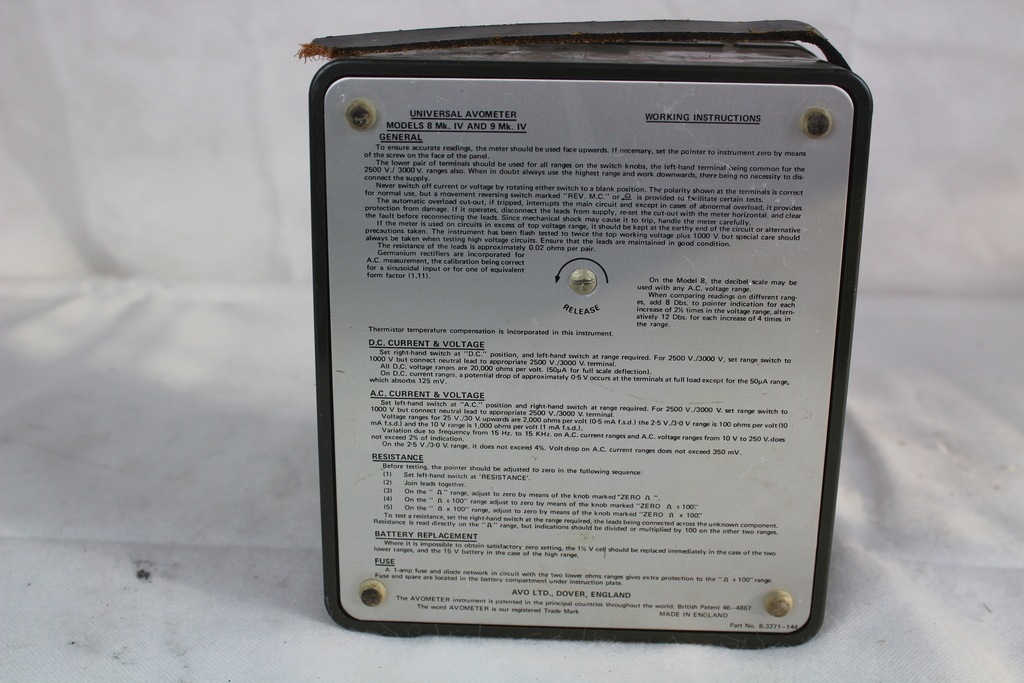 UNIVERSAL AVOMETER
MODELS 8 Mk. IV AND 9 Mk. IV
WORKING INSTRUCTIONS
GENERAL
To ensure accurate readings, the meter should be used face upwards. If necessary, set the pointer to instrument zero by means
of the screw on the face of the panel.
The lower pair of terminals should be used for all ranges on the switch knobs, the left-hand terminal being common for the
2500 V./ 3000 V. ranges also. When in doubt always use the highest range and work downwards, there being no necessity to dis-
connect the supply.
Never switch off current or voltage by rotating either switch to a blank position. The polarity shown at the terminals is correct
for normal use, but a movement reversing switch marked "REV. M.C." or is provided to facilitate certain tests.
The automatic overload cut-out, if tripped, interrupts the main circuit and except in cases of abnormal overload, it provides
protection from damage. If it operates, disconnect the leads from supply, re-set the cut-out with the meter horizontal, and clear
the fault before reconnecting the leads. Since mechanical shock may cause it to trip, handle the meter carefully.
If the meter is used on circuits in excess of top voltage range, it should be kept at the earthy end of the circuit or alternative
precautions taken. The instrument has been flash tested to twice the top working voltage plus 1000 V. but special care should
always be taken when testing high voltage circuits. Ensure that the leads are maintained in good condition.
The resistance of the leads is approximately 0.02 ohms per pair.
Germanium rectifiers are incorporated for
A.C. measurement, the calibration being correct
for a sinusoidal input or for one of equivalent
form factor (1,11).
RELEASE
On the Model 8, the decibel scale may be
used with any A.C. voltage range.
When comparing readings on different rang-
es, add 8 Dbs. to pointer indication for each
increase of 2½ times in the voltage range, altern-
atively 12 Dbs. for each increase of 4 times in
the range.
Thermistor temperature compensation is incorporated in this instrument.
D.C. CURRENT & VOLTAGE
Set right-hand switch at "D.C." position, and left-hand switch at range required. For 2500 V./3000 V, set range switch to
1000 V but connect neutral lead to appropriate 2500 V./3000 V. terminal.
All D.C. voltage ranges are 20,000 ohms per volt. (50μA for full scale deflection).
On D.C. current ranges, a potential drop of approximately 0·5 V occurs at the terminals at full load except for the 50μA range,
which absorbs 125 mV.
A.C. CURRENT & VOLTAGE
Set left-hand switch at "A.C." position and right-hand switch at range required. For 2500 V./3000 V. set range switch to
1000 V but connect neutral lead to appropriate 2500 V./3000 V. terminal.
Voltage ranges for 25 V./30 V. upwards are 2,000 ohms per volt (0·5 mA f.s.d.) the 2·5 V./3·0 V range is 100 ohms per volt (10
mA f.s.d.) and the 10 V range is 1,000 ohms per volt (1 mA f.s.d.).
Variation due to frequency from 15 Hz. to 15 KHz. on A.C. current ranges and A.C. voltage ranges from 10 V to 250 V. does
not exceed 2% of indication.
On the 2·5 V./3·0 V. range, it does not exceed 4%. Volt drop on A.C. current ranges does not exceed 350 mV.
RESISTANCE
Before testing, the pointer should be adjusted to zero in the following sequence:
(1) Set left-hand switch at 'RESISTANCE'.
(2) Join leads together.
(3) On the " Ω " range, adjust to zero by means of the knob marked "ZERO Ω ".
(4) On the " Ω ÷ 100" range adjust to zero by means of the knob marked "ZERO Ω ÷ 100".
(5) On the " Ω x 100" range, adjust to zero by means of the knob marked "ZERO Ω x 100".
To test a resistance, set the right-hand switch at the range required, the leads being connected across the unknown component.
Resistance is read directly on the "Ω" range, but indications should be divided or multiplied by 100 on the other two ranges.
BATTERY REPLACEMENT
Where it is impossible to obtain satisfactory zero setting, the 1½ V cell should be replaced immediately in the case of the two
lower ranges, and the 15 V battery in the case of the high range.
FUSE
A 1-amp fuse and diode network in circuit with the two lower ohms ranges gives extra protection to the " Ω ÷ 100" range.
Fuse and spare are located in the battery compartment under instruction plate.
AVO LTD., DOVER, ENGLAND
The AVOMETER instrument is patented in the principal countries throughout the world, British Patent 46-4867
The word AVOMETER is our registered Trade Mark
MADE IN ENGLAND
Part No. 8.3271-144